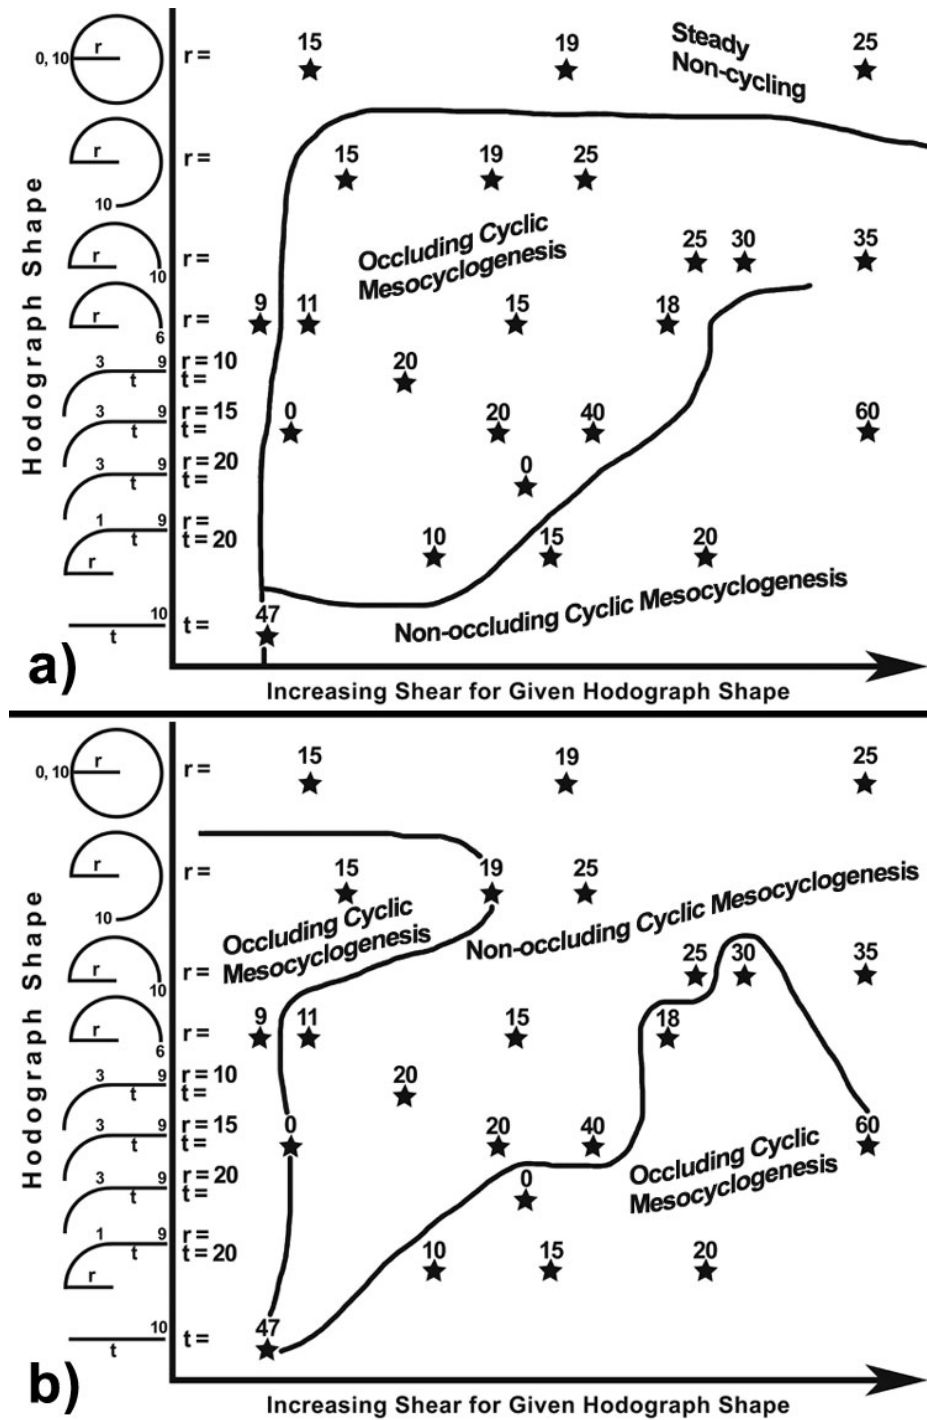 15 19 25
Steady
Non-cycling
0, 10 r r =
15 19 25
r r =
10
Occluding Cyclic
Mesocyclogenesis
25 30 35
r r =
10
9 11 15 18
r r =
6
3 9 r = 10
t t =
20
3 9 r = 15
t t =
0 20 40 60
3 9 r = 20
t t =
0
1 9 r =
t t = 20
r
10 15 20
Non-occluding Cyclic Mesocyclogenesis
10
t t =
47
Hodograph Shape
a)
Increasing Shear for Given Hodograph Shape
15 19 25
0, 10 r r =
15 19 25
r r =
10
Occluding Cyclic
Mesocyclogenesis
Non-occluding Cyclic Mesocyclogenesis
25 30 35
r r =
10
9 11 15 18
r r =
6
3 9 r = 10
t t =
20
3 9 r = 15
t t =
0 20 40 60
Occluding Cyclic
Mesocyclogenesis
3 9 r = 20
t t =
0
1 9 r =
t t = 20
r
10 15 20
10
t t =
47
Hodograph Shape
b)
Increasing Shear for Given Hodograph Shape